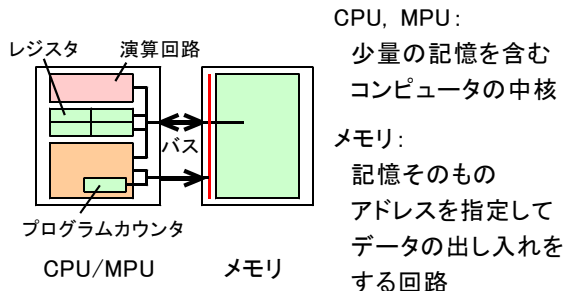 レジスタ
演算回路
バス
プログラムカウンタ
CPU/MPU
メモリ
CPU, MPU:
少量の記憶を含む
コンピュータの中核
メモリ:
記憶そのもの
アドレスを指定して
データの出し入れを
する回路